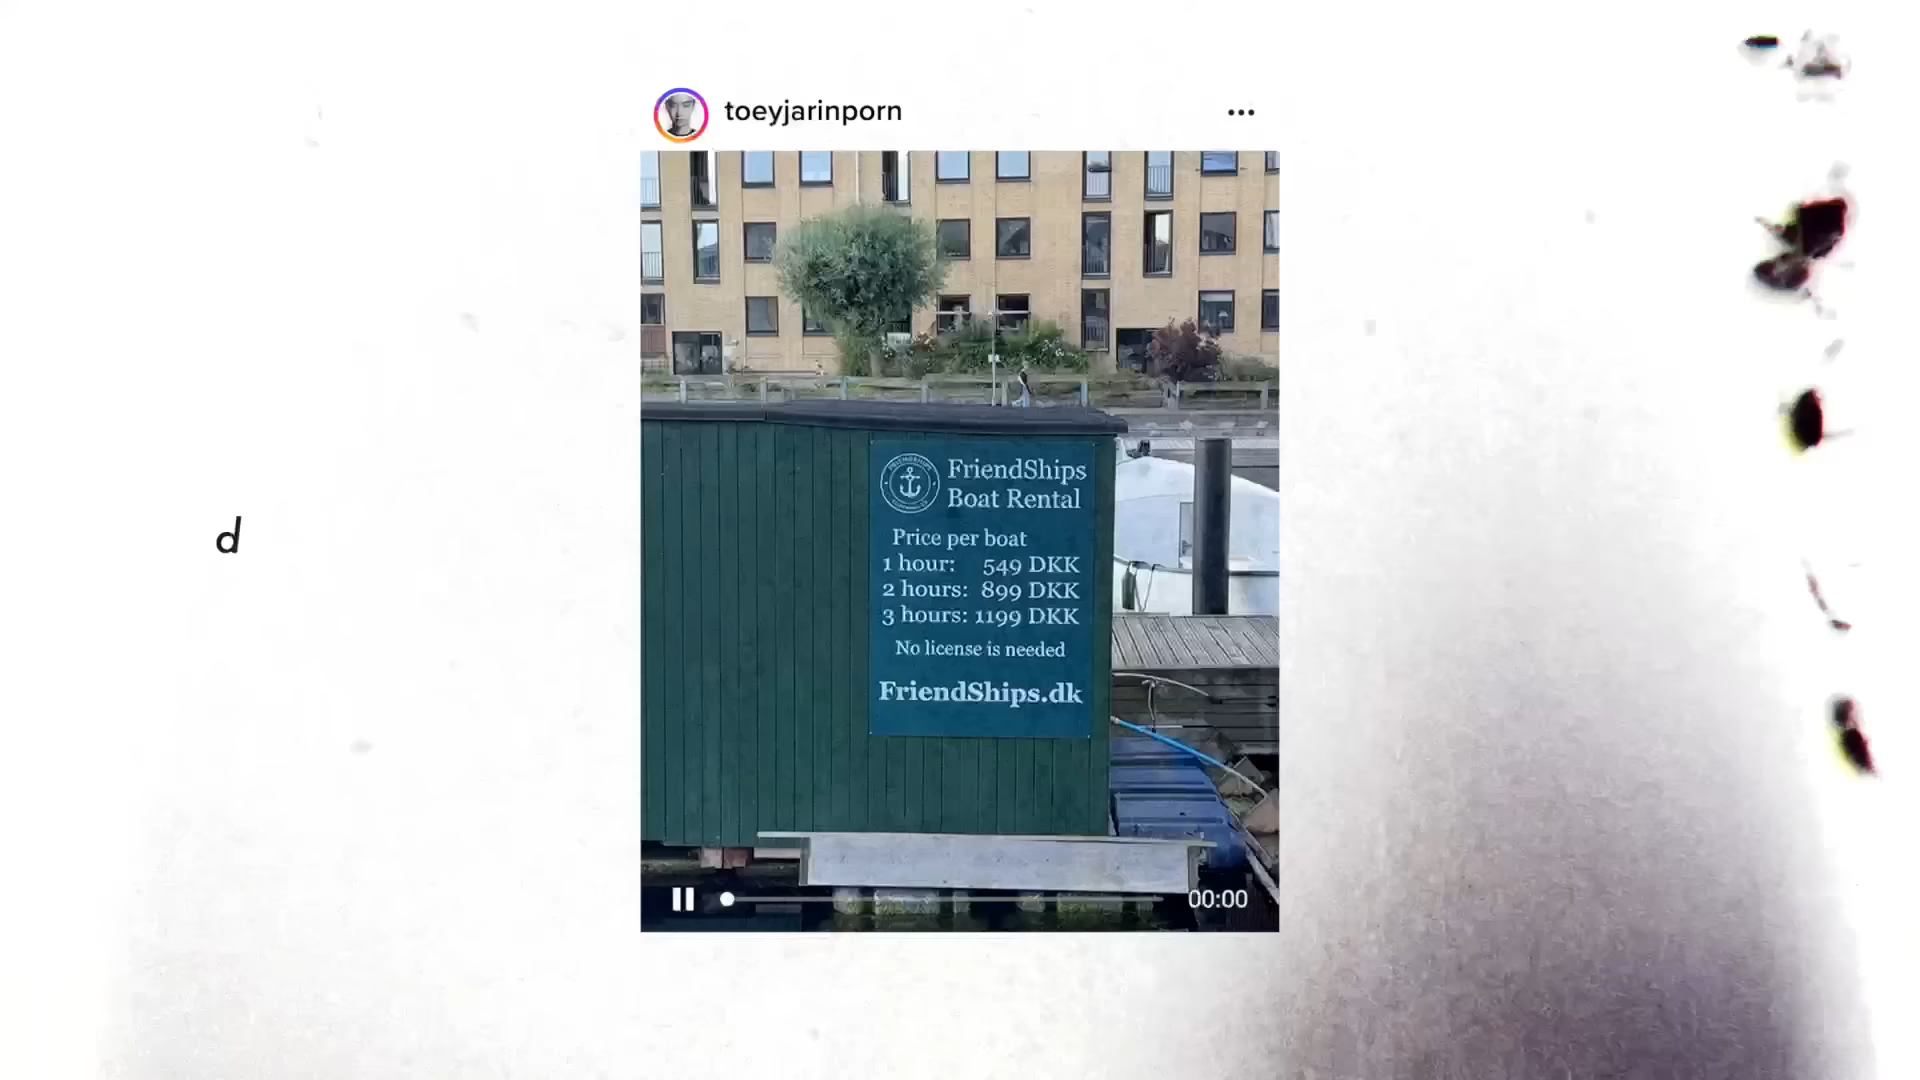 toeyjarinporn
d
FriendShips
Boat Rental
Price per boat
1 hour: 549 DKK
2 hours: 899 DKK
3 hours: 1199 DKK
No license is needed
FriendShips.dk
00:00